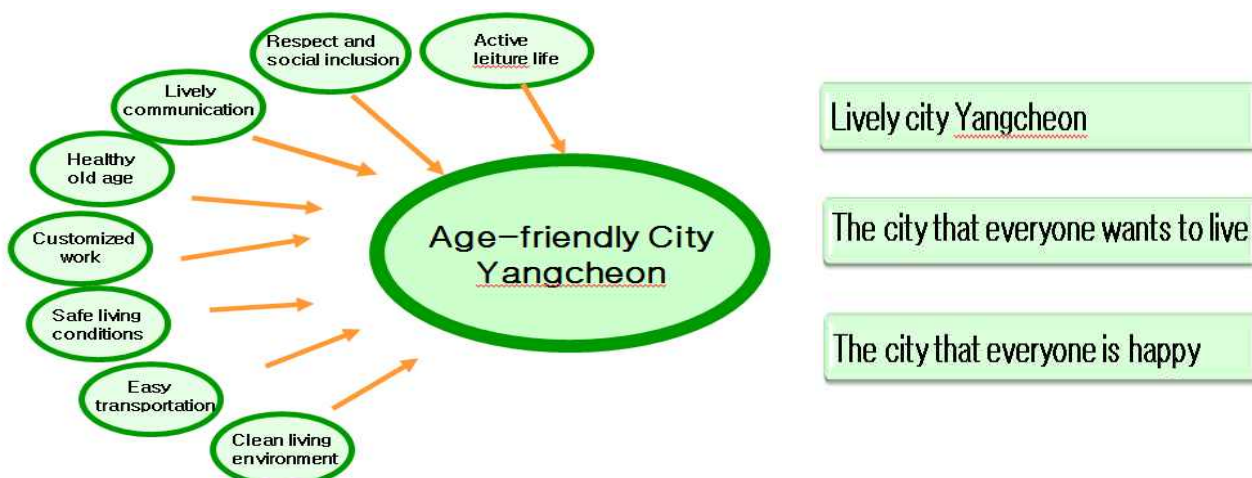 Respect and
social inclusion
Active
leiture life
Lively
communication
Healthy
old age
Customized
work
Safe living
conditions
Easy
transportation
Clean living
environment
Age-friendly City
Yangcheon
Lively city Yangcheon
The city that everyone wants to live
The city that everyone is happy